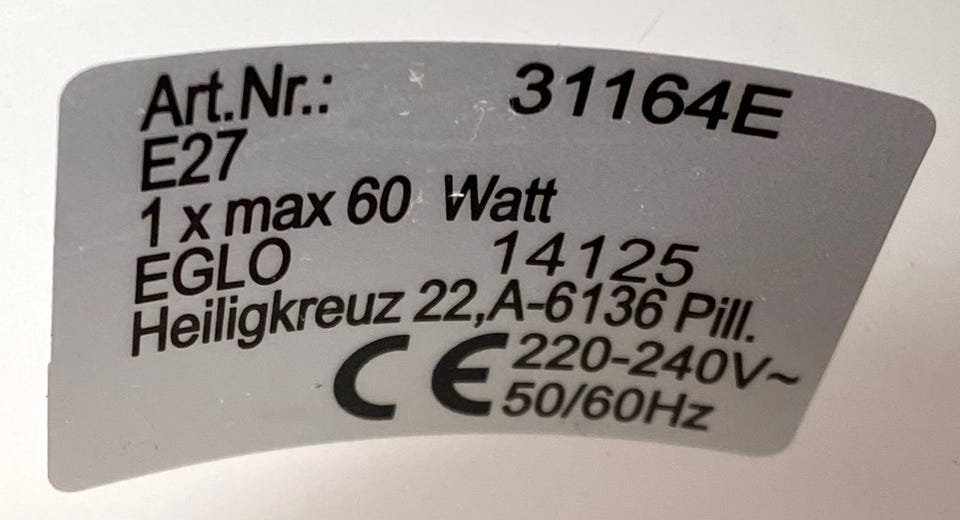 Art.Nr.: 31164E
E27
1 x max 60 Watt
EGLO 14125
Heiligkreuz 22,A-6136 Pill.
CE 220-240V~
50/60Hz